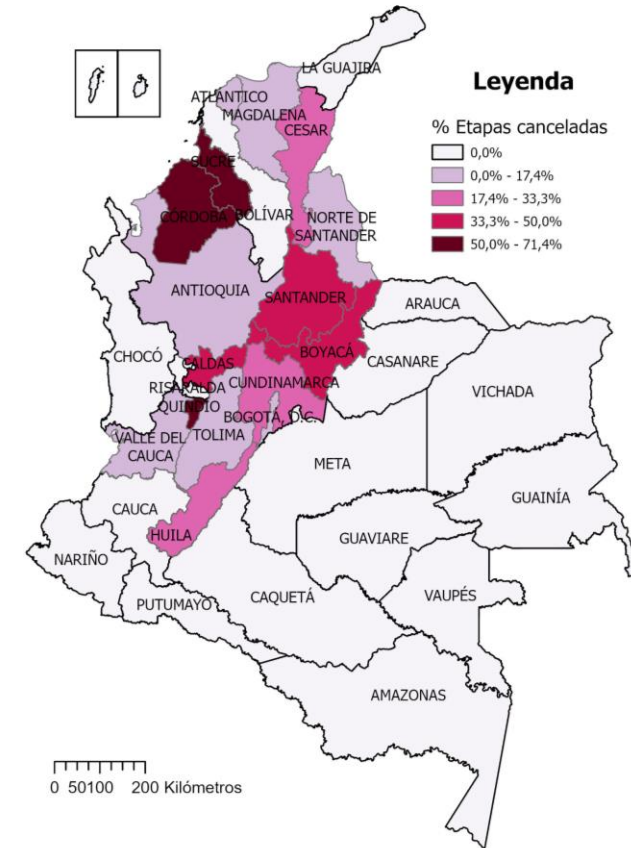 LA GUAJIRA
Leyenda
ATLÁNTICO
MAGDALENA
CESAR
% Etapas canceladas
0,0%
0,0% - 17,4%
17,4% - 33,3%
33,3% - 50,0%
50,0% - 71,4%
SUCRE
CÓRDOBA
BOLÍVAR
NORTE DE
SANTANDER
ANTIOQUIA
SANTANDER
ARAUCA
CHOCÓ
CALDAS
BOYACÁ
CASANARE
RISARALDA
CUNDINAMARCA
VICHADA
QUINDIO
BOGOTÁ, D.C.
VALLE DEL
CAUCA
TOLIMA
META
GUAINÍA
CAUCA
HUILA
GUAVIARE
NARIÑO
PUTUMAYO
CAQUETÁ
VAUPÉS
AMAZONAS
0 50100 200 Kilómetros